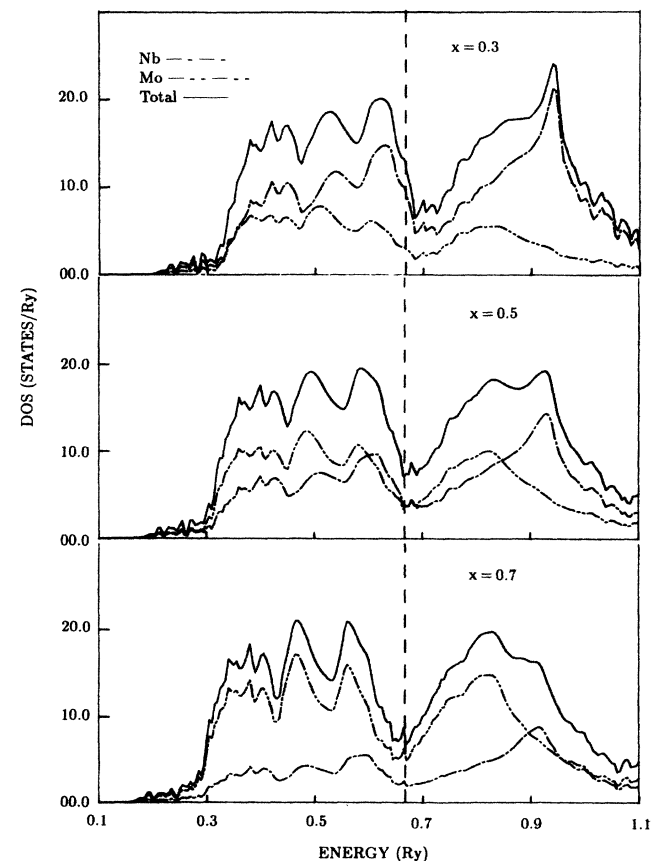 x = 0.3
Nb
Mo
Total
20.0
10.0
00.0
x = 0.5
20.0
10.0
00.0
DOS (STATES/Ry)
x = 0.7
20.0
10.0
00.0
0.1 0.3 0.5 0.7 0.9 1.1
ENERGY (Ry)